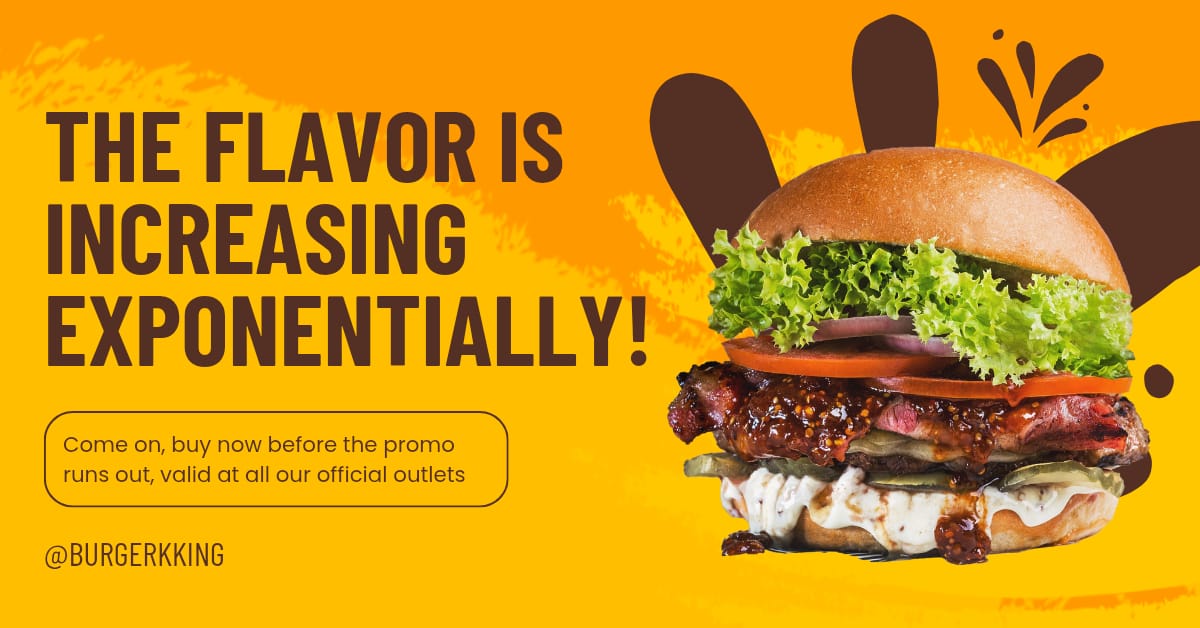 THE FLAVOR IS
INCREASING
EXPONENTIALLY!
Come on, buy now before the promo
runs out, valid at all our official outlets
@BURGERKKING